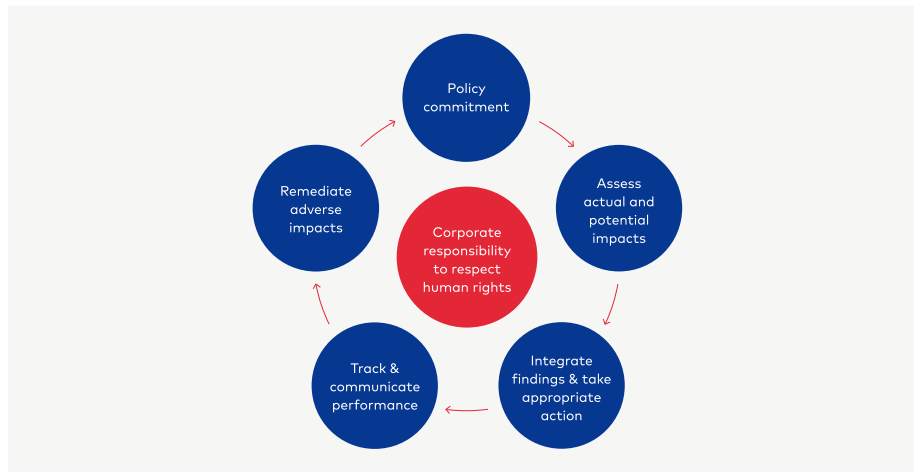 Policy
commitment
Assess
actual and
potential
impacts
Integrate
findings & take
appropriate
action
Track &
communicate
performance
Remediate
adverse
impacts
Corporate
responsibility
to respect
human rights